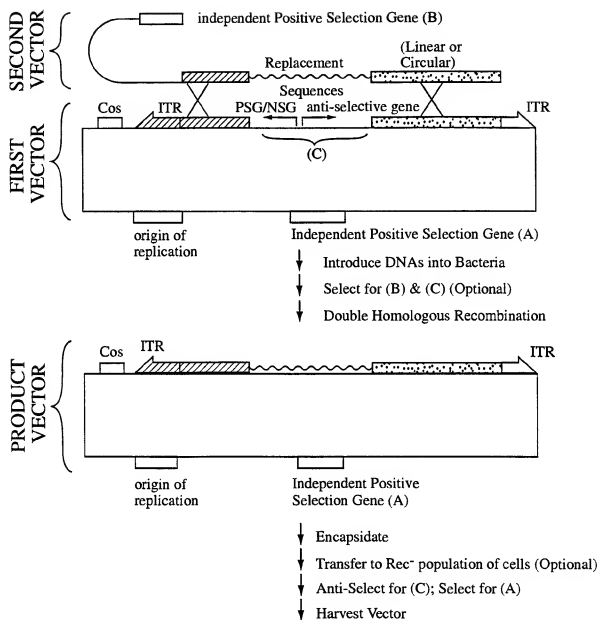 SECOND
VECTOR
independent Positive Selection Gene (B)
Replacement
(Linear or
Circular)
Sequences
FIRST
VECTOR
Cos
ITR
PSG/NSG
anti-selective gene
ITR
(C)
origin of
replication
Independent Positive Selection Gene (A)
Introduce DNAs into Bacteria
Select for (B) & (C) (Optional)
Double Homologous Recombination
PRODUCT
VECTOR
Cos
ITR
ITR
origin of
replication
Independent Positive
Selection Gene (A)
Encapsidate
Transfer to Rec⁻ population of cells (Optional)
Anti-Select for (C); Select for (A)
Harvest Vector